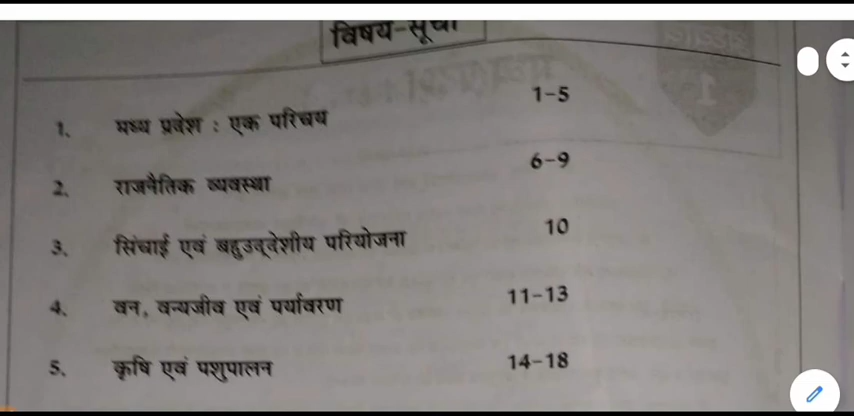 विषय-सूची
1. मध्य प्रदेश : एक परिचय 1-5
2. राजनैतिक व्यवस्था 6-9
3. सिंचाई एवं बहुउद्देशीय परियोजना 10
4. वन, वन्यजीव एवं पर्यावरण 11-13
5. कृषि एवं पशुपालन 14-18